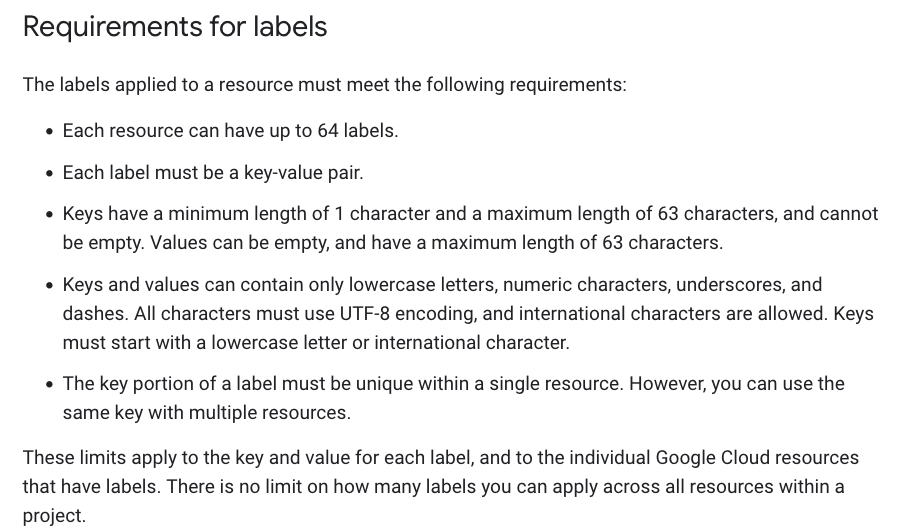 Requirements for labels
The labels applied to a resource must meet the following requirements:
• Each resource can have up to 64 labels.
• Each label must be a key-value pair.
• Keys have a minimum length of 1 character and a maximum length of 63 characters, and cannot
be empty. Values can be empty, and have a maximum length of 63 characters.
• Keys and values can contain only lowercase letters, numeric characters, underscores, and
dashes. All characters must use UTF-8 encoding, and international characters are allowed. Keys
must start with a lowercase letter or international character.
• The key portion of a label must be unique within a single resource. However, you can use the
same key with multiple resources.
These limits apply to the key and value for each label, and to the individual Google Cloud resources
that have labels. There is no limit on how many labels you can apply across all resources within a
project.